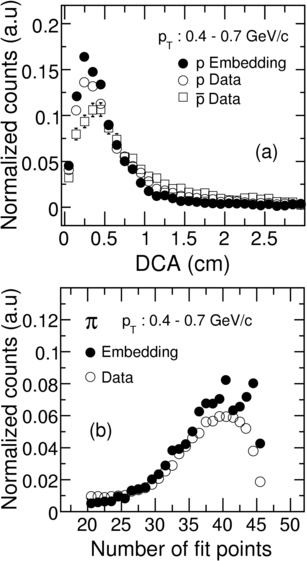 Normalized counts (a.u)
0.2
0.15
0.1
0.05
0
p_T : 0.4 - 0.7 GeV/c
p Embedding
p Data
p̅ Data
(a)
0 0.5 1 1.5 2 2.5
DCA (cm)
Normalized counts (a.u)
0.12
0.1
0.08
0.06
0.04
0.02
0
π p_T : 0.4 - 0.7 GeV/c
Embedding
Data
(b)
20 25 30 35 40 45 50
Number of fit points